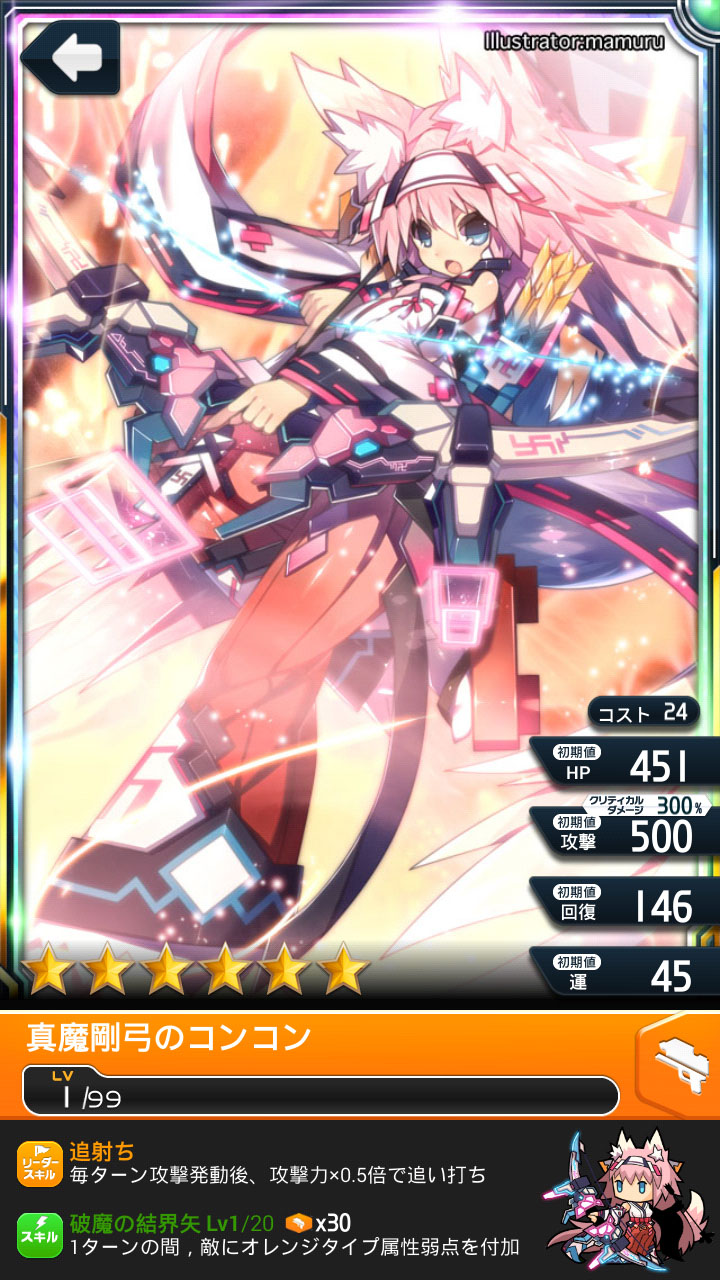 Illustrator:mamuru
コスト 24
初期値
HP 451
クリティカル
ダメージ 300%
初期値
攻撃 500
初期値
回復 146
初期値
運 45
真魔剛弓のコンコン
LV
1/99
リーダー
スキル
追射ち
毎ターン攻撃発動後、攻撃力×0.5倍で追い打ち
スキル
破魔の結界矢 Lv1/20 x30
1ターンの間,敵にオレンジタイプ属性弱点を付加